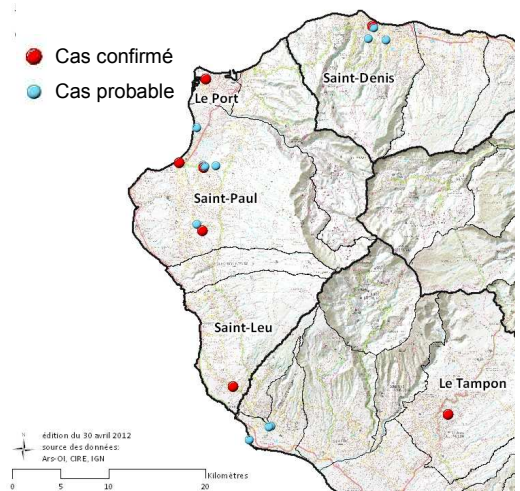 Cas confirmé
Cas probable
Saint-Denis
Le Port
Saint-Paul
Saint-Leu
Le Tampon
édition du 30 avril 2012
source des données:
Ars-OI, CIRE, IGN
Kilomètres
0 5 10 20